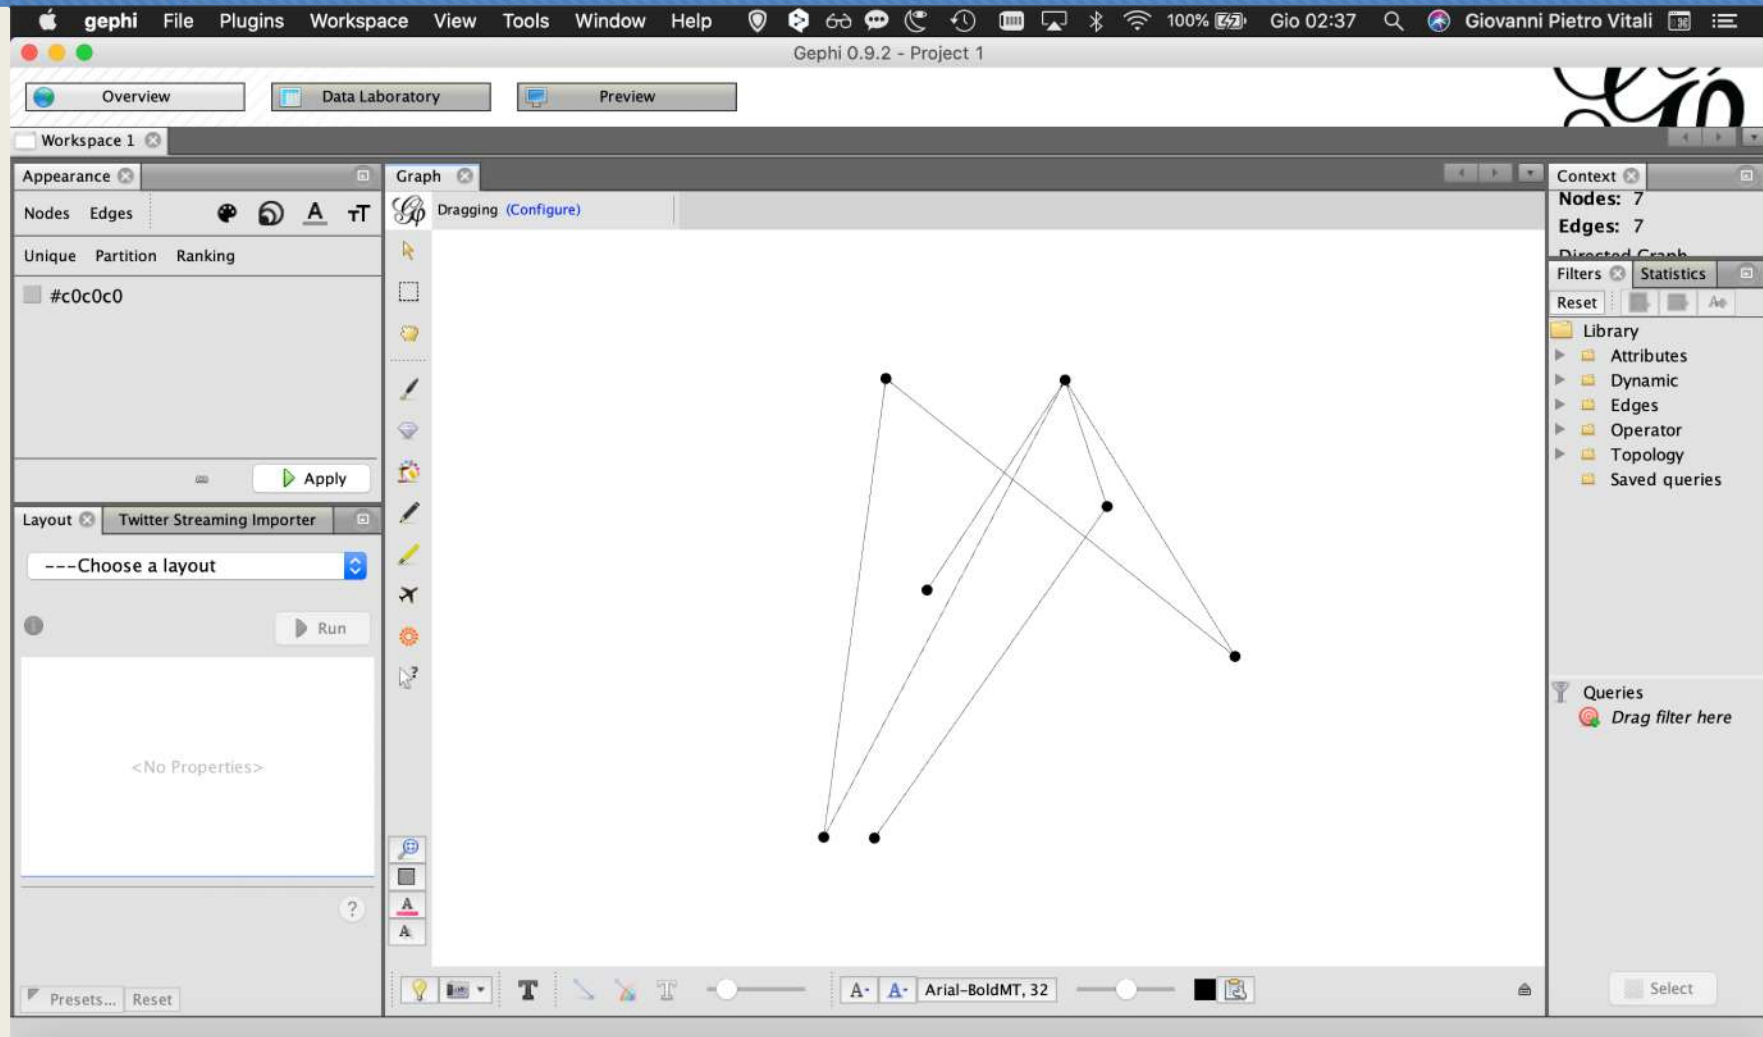 gephi File Plugins Workspace View Tools Window Help 100% Gio 02:37 Giovanni Pietro Vitali
Gephi 0.9.2 - Project 1
Overview Data Laboratory Preview
Workspace 1
Appearance
Nodes Edges A TT
Unique Partition Ranking
#c0c0c0
Apply
Layout Twitter Streaming Importer
---Choose a layout
Run
<No Properties>
?
Presets... Reset
Graph
Dragging (Configure)
?
A
A
T T A- A- Arial-BoldMT, 32
Context
Nodes: 7
Edges: 7
Directed Graph
Filters Statistics
Reset
Library
Attributes
Dynamic
Edges
Operator
Topology
Saved queries
Queries
Drag filter here
Select